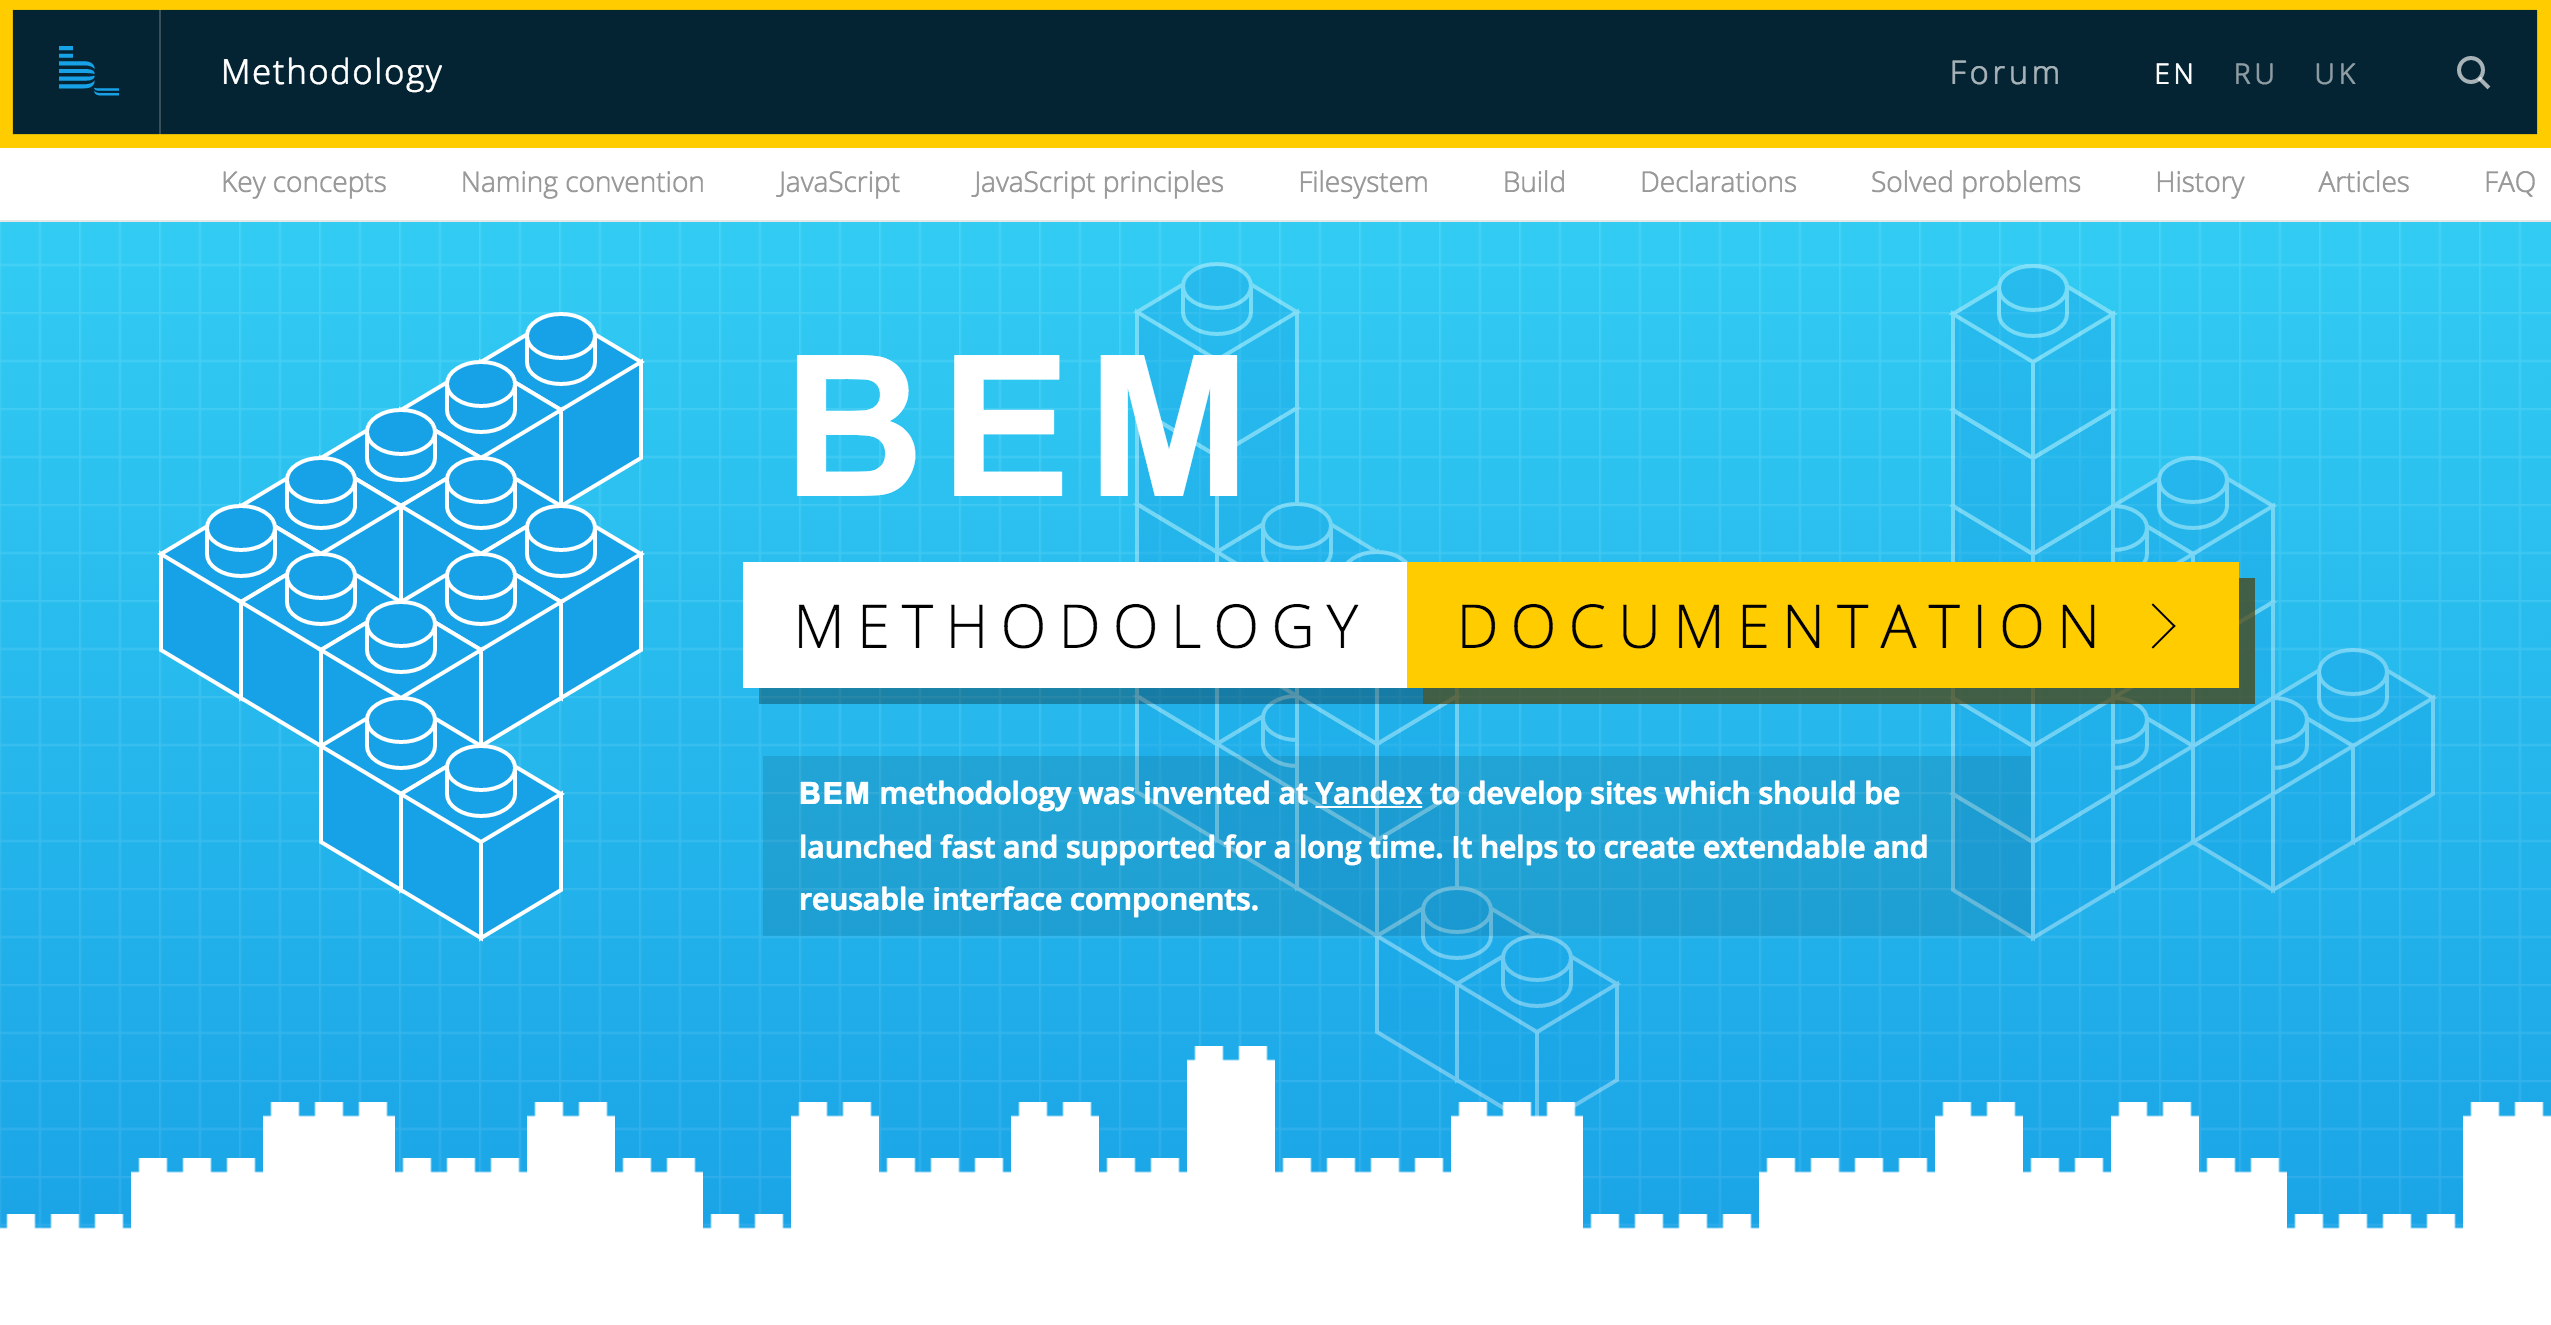 Methodology Forum EN RU UK
Key concepts Naming convention JavaScript JavaScript principles Filesystem Build Declarations Solved problems History Articles FAQ
BEM
METHODOLOGY DOCUMENTATION
BEM methodology was invented at Yandex to develop sites which should be
launched fast and supported for a long time. It helps to create extendable and
reusable interface components.